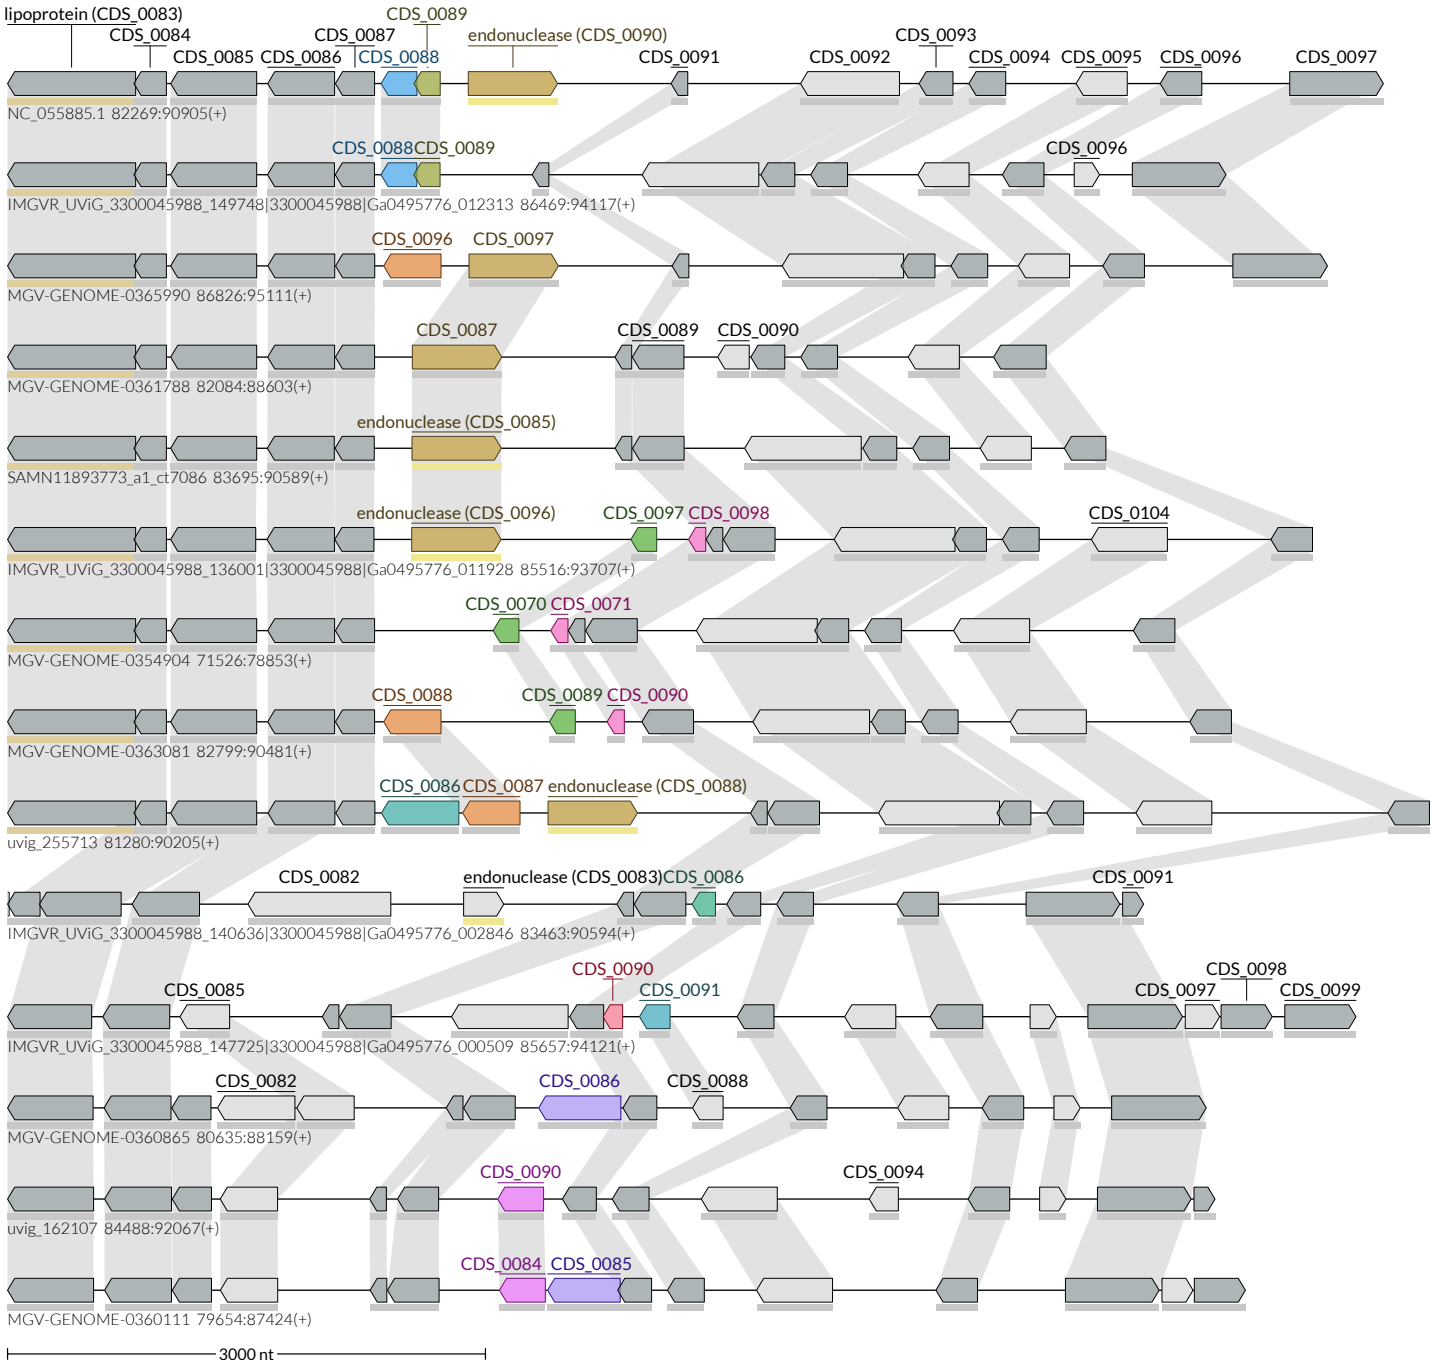 lipoprotein (CDS_0083) CDS_0089
CDS_0084 CDS_0087 endonuclease (CDS_0090) CDS_0093
CDS_0085 CDS_0086 CDS_0088 CDS_0091 CDS_0092 CDS_0094 CDS_0095 CDS_0096 CDS_0097
NC_055885.1 82269:90905(+)
CDS_0088 CDS_0089 CDS_0096
IMGVR_UViG_3300045988_149748|3300045988|Ga0495776_012313 86469:94117(+)
CDS_0096 CDS_0097
MGV-GENOME-0365990 86826:95111(+)
CDS_0087 CDS_0089 CDS_0090
MGV-GENOME-0361788 82084:88603(+)
endonuclease (CDS_0085)
SAMN11893773_a1_ct7086 83695:90589(+)
endonuclease (CDS_0096) CDS_0097 CDS_0098 CDS_0104
IMGVR_UViG_3300045988_136001|3300045988|Ga0495776_011928 85516:93707(+)
CDS_0070 CDS_0071
MGV-GENOME-0354904 71526:78853(+)
CDS_0088 CDS_0089 CDS_0090
MGV-GENOME-0363081 82799:90481(+)
CDS_0086 CDS_0087 endonuclease (CDS_0088)
uvig_255713 81280:90205(+)
CDS_0082 endonuclease (CDS_0083) CDS_0086 CDS_0091
IMGVR_UViG_3300045988_140636|3300045988|Ga0495776_002846 83463:90594(+)
CDS_0090 CDS_0098
CDS_0085 CDS_0091 CDS_0097 CDS_0099
IMGVR_UViG_3300045988_147725|3300045988|Ga0495776_000509 85657:94121(+)
CDS_0082 CDS_0086 CDS_0088
MGV-GENOME-0360865 80635:88159(+)
CDS_0090 CDS_0094
uvig_162107 84488:92067(+)
CDS_0084 CDS_0085
MGV-GENOME-0360111 79654:87424(+)
3000 nt